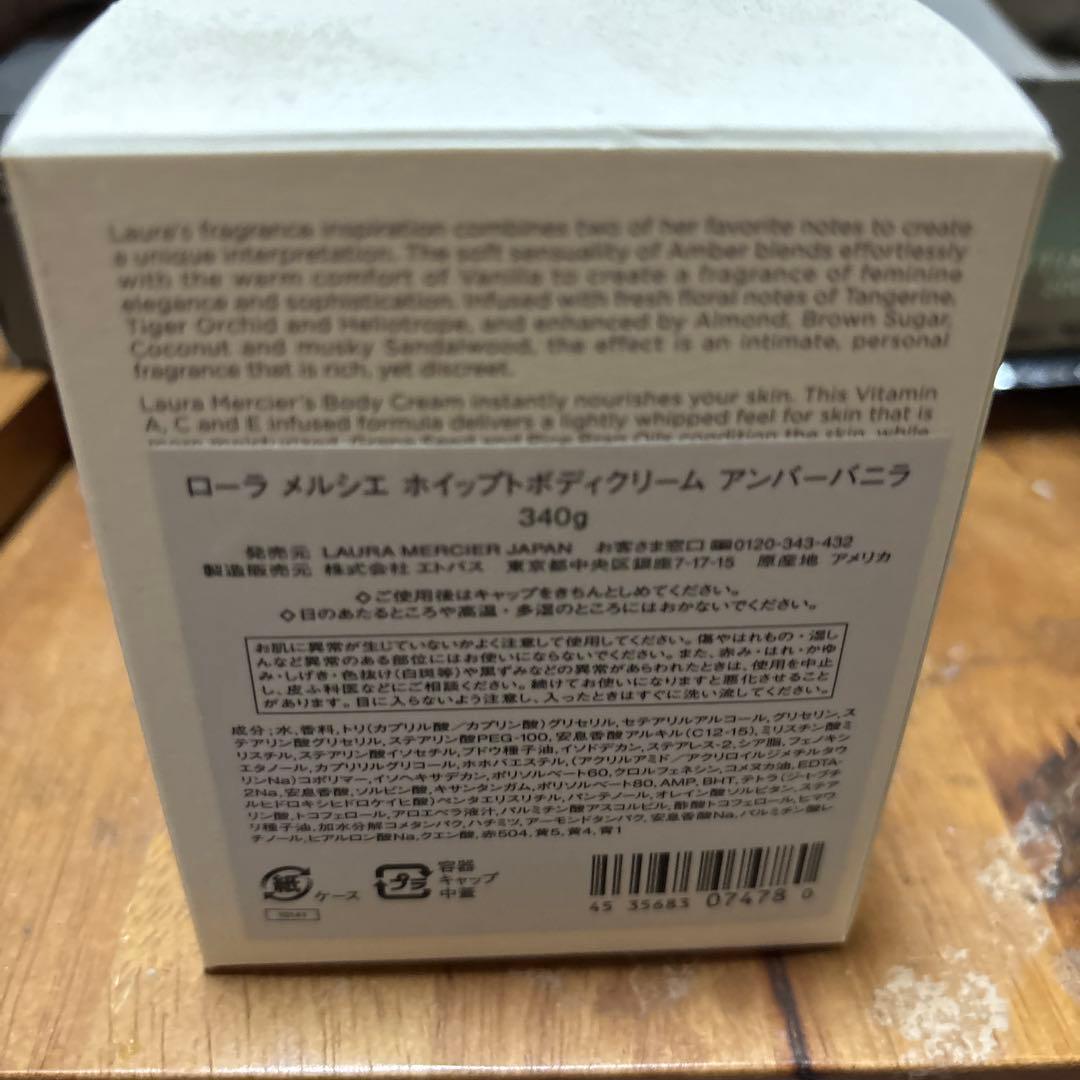 Laura's fragrance inspiration combines two of her favorite notes to create
a unique interpretation. The soft sensuality of Amber blends effortlessly
with the warm comfort of Vanilla to create a fragrance of feminine
elegance and sophistication. Infused with fresh floral notes of Tangerine,
Tiger Orchid and Heliotrope, and enhanced by Almond, Brown Sugar,
Coconut and musky Sandalwood, the effect is an intimate, personal
fragrance that is rich, yet discreet.
Laura Mercier's Body Cream instantly nourishes your skin. This Vitamin
A, C and E infused formula delivers a lightly whipped feel for skin that is
more moisturized. Grape Seed and Rice Bran Oils condition the skin, while
ローラ メルシエ ホイップトボディクリーム アンバーバニラ
340g
発売元 LAURA MERCIER JAPAN お客さま窓口 0120-343-432
製造販売元 株式会社 エトバス 東京都中央区銀座7-17-15 原産地 アメリカ
◇ご使用後はキャップをきちんとしめてください。
◇日のあたるところや高温・多湿のところにはおかないでください。
お肌に異常が生じていないかよく注意して使用してください。傷やはれもの・湿し
んなど異常のある部位にはお使いにならないでください。また、赤み・はれ・かゆ
み・しげき・色抜け(白斑等)や黒ずみなどの異常があらわれたときは、使用を中止
し、皮ふ科医などにご相談ください。続けてお使いになりますと悪化させること
があります。目に入らないよう注意し、入ったときはすぐに洗い流してください。
成分;水,香料,トリ(カプリル酸/カプリン酸)グリセリル,セテアリルアルコール,グリセリン,ス
テアリン酸グリセリル,ステアリン酸PEG-100,安息香酸アルキル(C12-15),ミリスチン酸ミ
リスチル,ステアリン酸イソセチル,ブドウ種子油,イソドデカン,ステアレス-2,シア脂,フェノキシ
エタノール,カプリリルグリコール,ホホバエステル,(アクリルアミド/アクリロイルジメチルタウ
リンNa)コポリマー,イソヘキサデカン,ポリソルベート60,クロルフェネシン,コメヌカ油,EDTA-
2Na,安息香酸,ソルビン酸,キサンタンガム,ポリソルベート80,AMP,BHT,テトラ(ジ-t-ブチ
ルヒドロキシヒドロケイヒ酸)ペンタエリスリチル,パンテノール,オレイン酸ソルビタン,ステア
リン酸,トコフェロール,アロエベラ液汁,パルミチン酸アスコルビル,酢酸トコフェロール,ヒマワ
リ種子油,加水分解コメタンパク,ハチミツ,アーモンドタンパク,安息香酸Na,パルミチン酸レ
チノール,ヒアルロン酸Na,クエン酸,赤504,黄5,黄4,青1
紙 ケース
プラ 容器
キャップ
中蓋
45 35683 07478 0